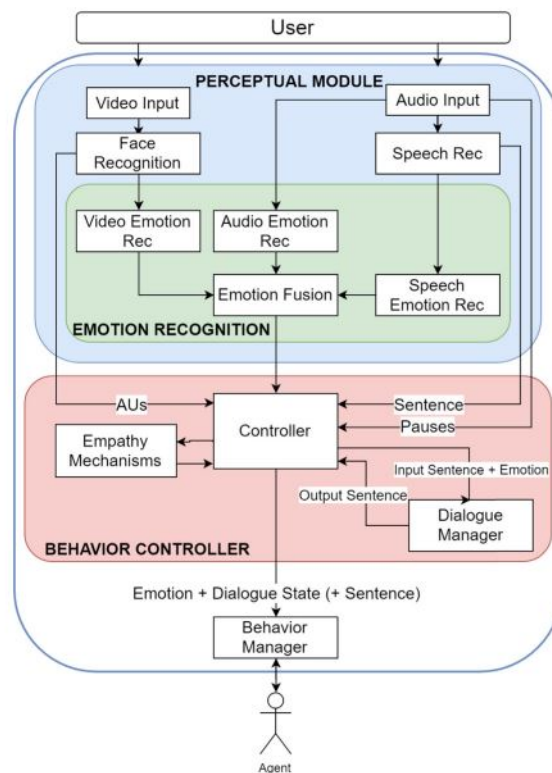 User
PERCEPTUAL MODULE
Video Input
Audio Input
Face
Recognition
Speech Rec
Video Emotion
Rec
Audio Emotion
Rec
Emotion Fusion
Speech
Emotion Rec
EMOTION RECOGNITION
AUs
Sentence
Controller
Pauses
Empathy
Mechanisms
Input Sentence + Emotion
Output Sentence
Dialogue
Manager
BEHAVIOR CONTROLLER
Emotion + Dialogue State (+ Sentence)
Behavior
Manager
Agent